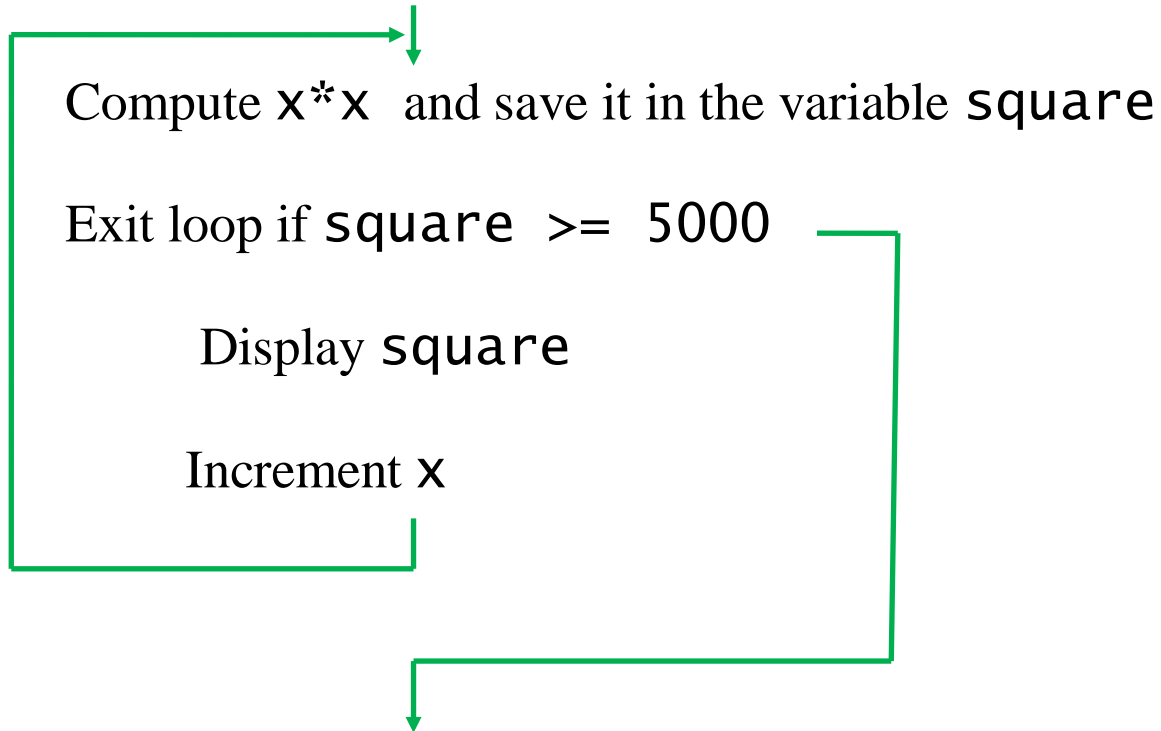 Compute x*x and save it in the variable square
Exit loop if square >= 5000
Display square
Increment x